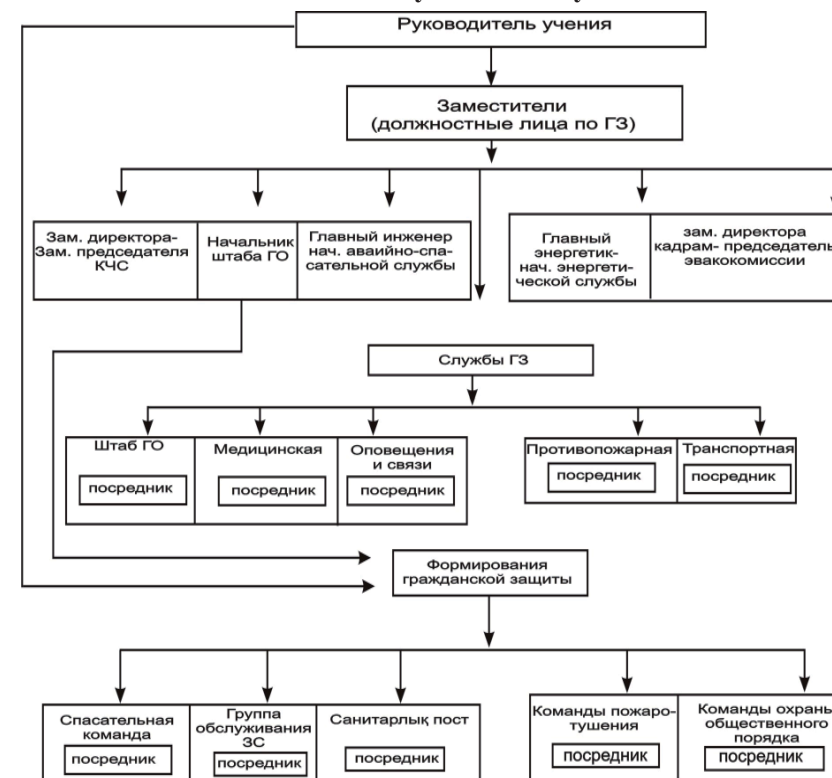 Руководитель учения
Заместители
(должностные лица по ГЗ)
Зам. директора-
Зам. председателя
КЧС
Начальник
штаба ГО
Главный инженер
нач. аваийно-спа-
сательной службы
Главный
энергетик-
нач. энергети-
ческой службы
зам. директора
кадрам- председатель
эвакокомиссии
Службы ГЗ
Штаб ГО
посредник
Медицинская
посредник
Оповещения
и связи
посредник
Противопожарная
посредник
Транспортная
посредник
Формирования
гражданской защиты
Спасательная
команда
посредник
Группа
обслуживания
ЗС
посредник
Санитарлық пост
посредник
Команды пожаро-
тушения
посредник
Команды охраны
общественного
порядка
посредник